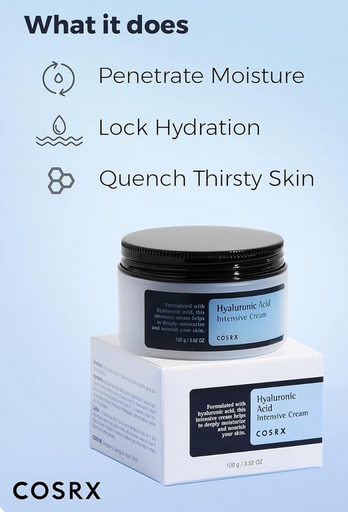 What it does
Penetrate Moisture
Lock Hydration
Quench Thirsty Skin
Formulated with
hyaluronic acid, this
intensive cream helps
to deeply moisturize
and nourish your skin.
100 g / 3.52 OZ
Hyaluronic Acid
Intensive Cream
COSRX
Formulated with
hyaluronic acid, this
intensive cream helps
to deeply moisturize
and nourish
your skin.
Hyaluronic
Acid
Intensive Cream
COSRX
100 g / 3.52 OZ
COSRX